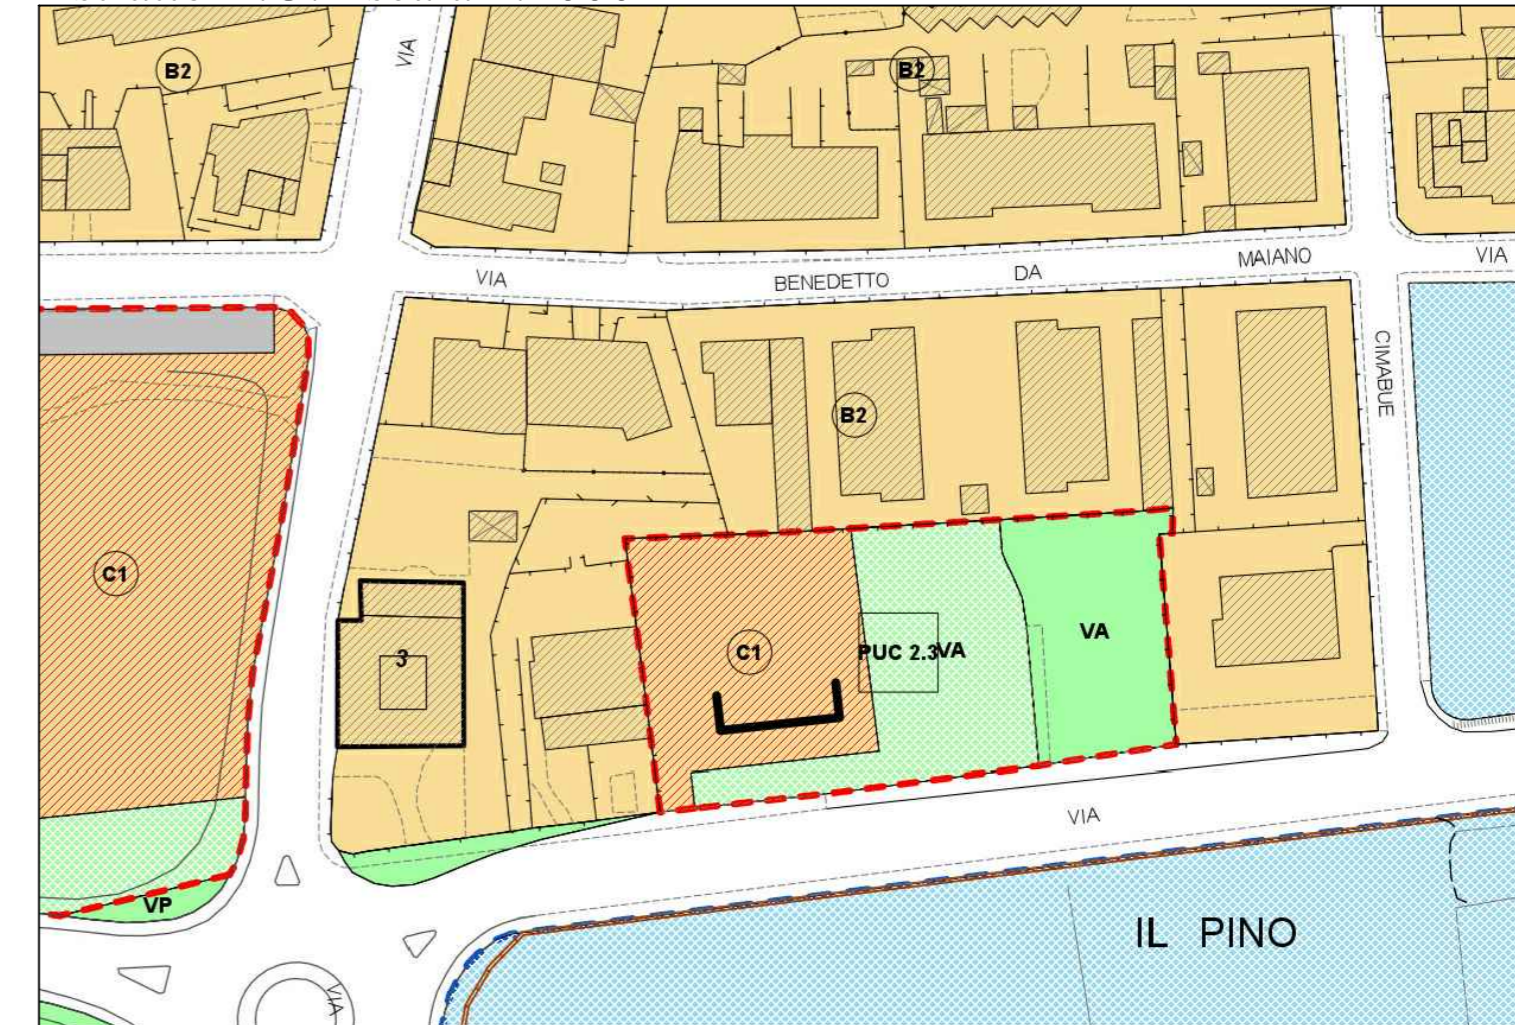 VIA
B2
B2
VIA BENEDETTO DA MAIANO VIA
CIMABUE
B2
C1
3
C1
PUC 2.3
VA
VA
VIA
VP
IL PINO
VIA